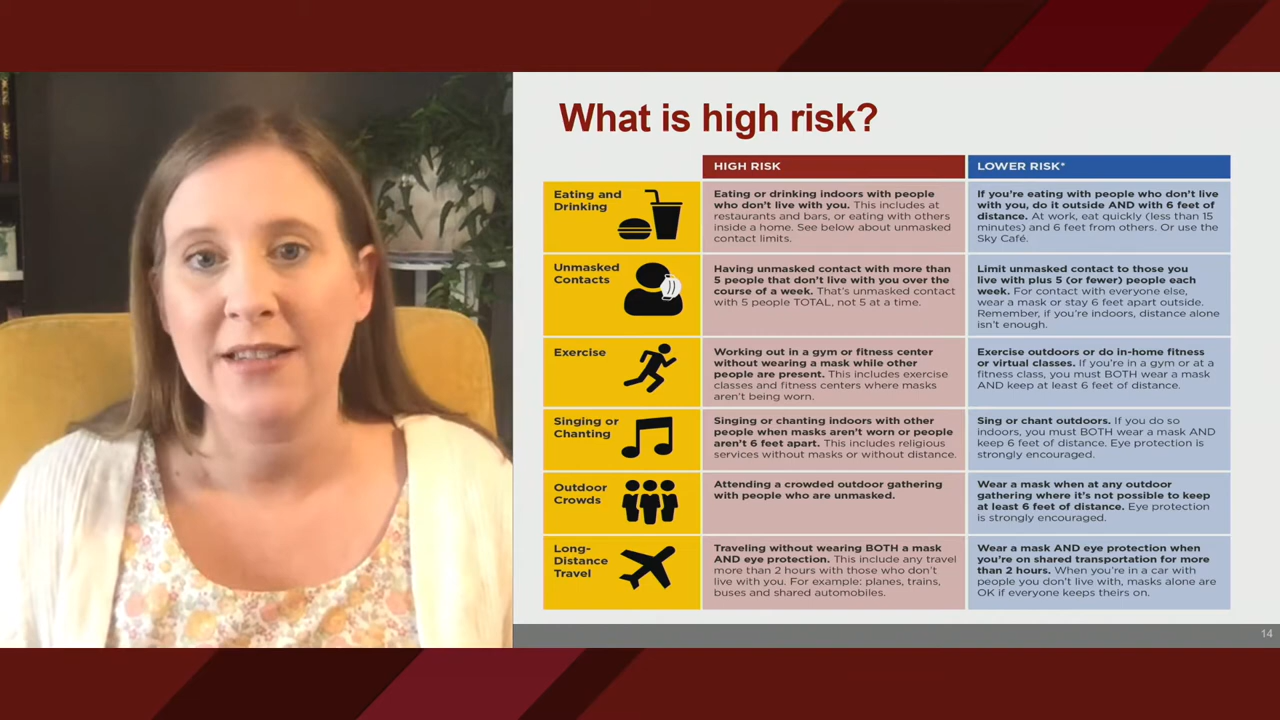 What is high risk?
HIGH RISK
LOWER RISK*
Eating and
Drinking
Eating or drinking indoors with people
who don't live with you. This includes at
restaurants and bars, or eating with others
inside a home. See below about unmasked
contact limits.
If you're eating with people who don't live
with you, do it outside AND with 6 feet of
distance. At work, eat quickly (less than 15
minutes) and 6 feet from others. Or use the
Sky Café.
Unmasked
Contacts
Having unmasked contact with more than
5 people that don't live with you over the
course of a week. That's unmasked contact
with 5 people TOTAL, not 5 at a time.
Limit unmasked contact to those you
live with plus 5 (or fewer) people each
week. For contact with everyone else,
wear a mask or stay 6 feet apart outside.
Remember, if you're indoors, distance alone
isn't enough.
Exercise
Working out in a gym or fitness center
without wearing a mask while other
people are present. This includes exercise
classes and fitness centers where masks
aren't being worn.
Exercise outdoors or do in-home fitness
or virtual classes. If you're in a gym or at a
fitness class, you must BOTH wear a mask
AND keep at least 6 feet of distance.
Singing or
Chanting
Singing or chanting indoors with other
people when masks aren't worn or people
aren't 6 feet apart. This includes religious
services without masks or without distance.
Sing or chant outdoors. If you do so
indoors, you must BOTH wear a mask AND
keep 6 feet of distance. Eye protection is
strongly encouraged.
Outdoor
Crowds
Attending a crowded outdoor gathering
with people who are unmasked.
Wear a mask when at any outdoor
gathering where it's not possible to keep
at least 6 feet of distance. Eye protection
is strongly encouraged.
Long-
Distance
Travel
Traveling without wearing BOTH a mask
AND eye protection. This include any travel
more than 2 hours with those who don't
live with you. For example: planes, trains,
buses and shared automobiles.
Wear a mask AND eye protection when
you're on shared transportation for more
than 2 hours. When you're in a car with
people you don't live with, masks alone are
OK if everyone keeps theirs on.
14